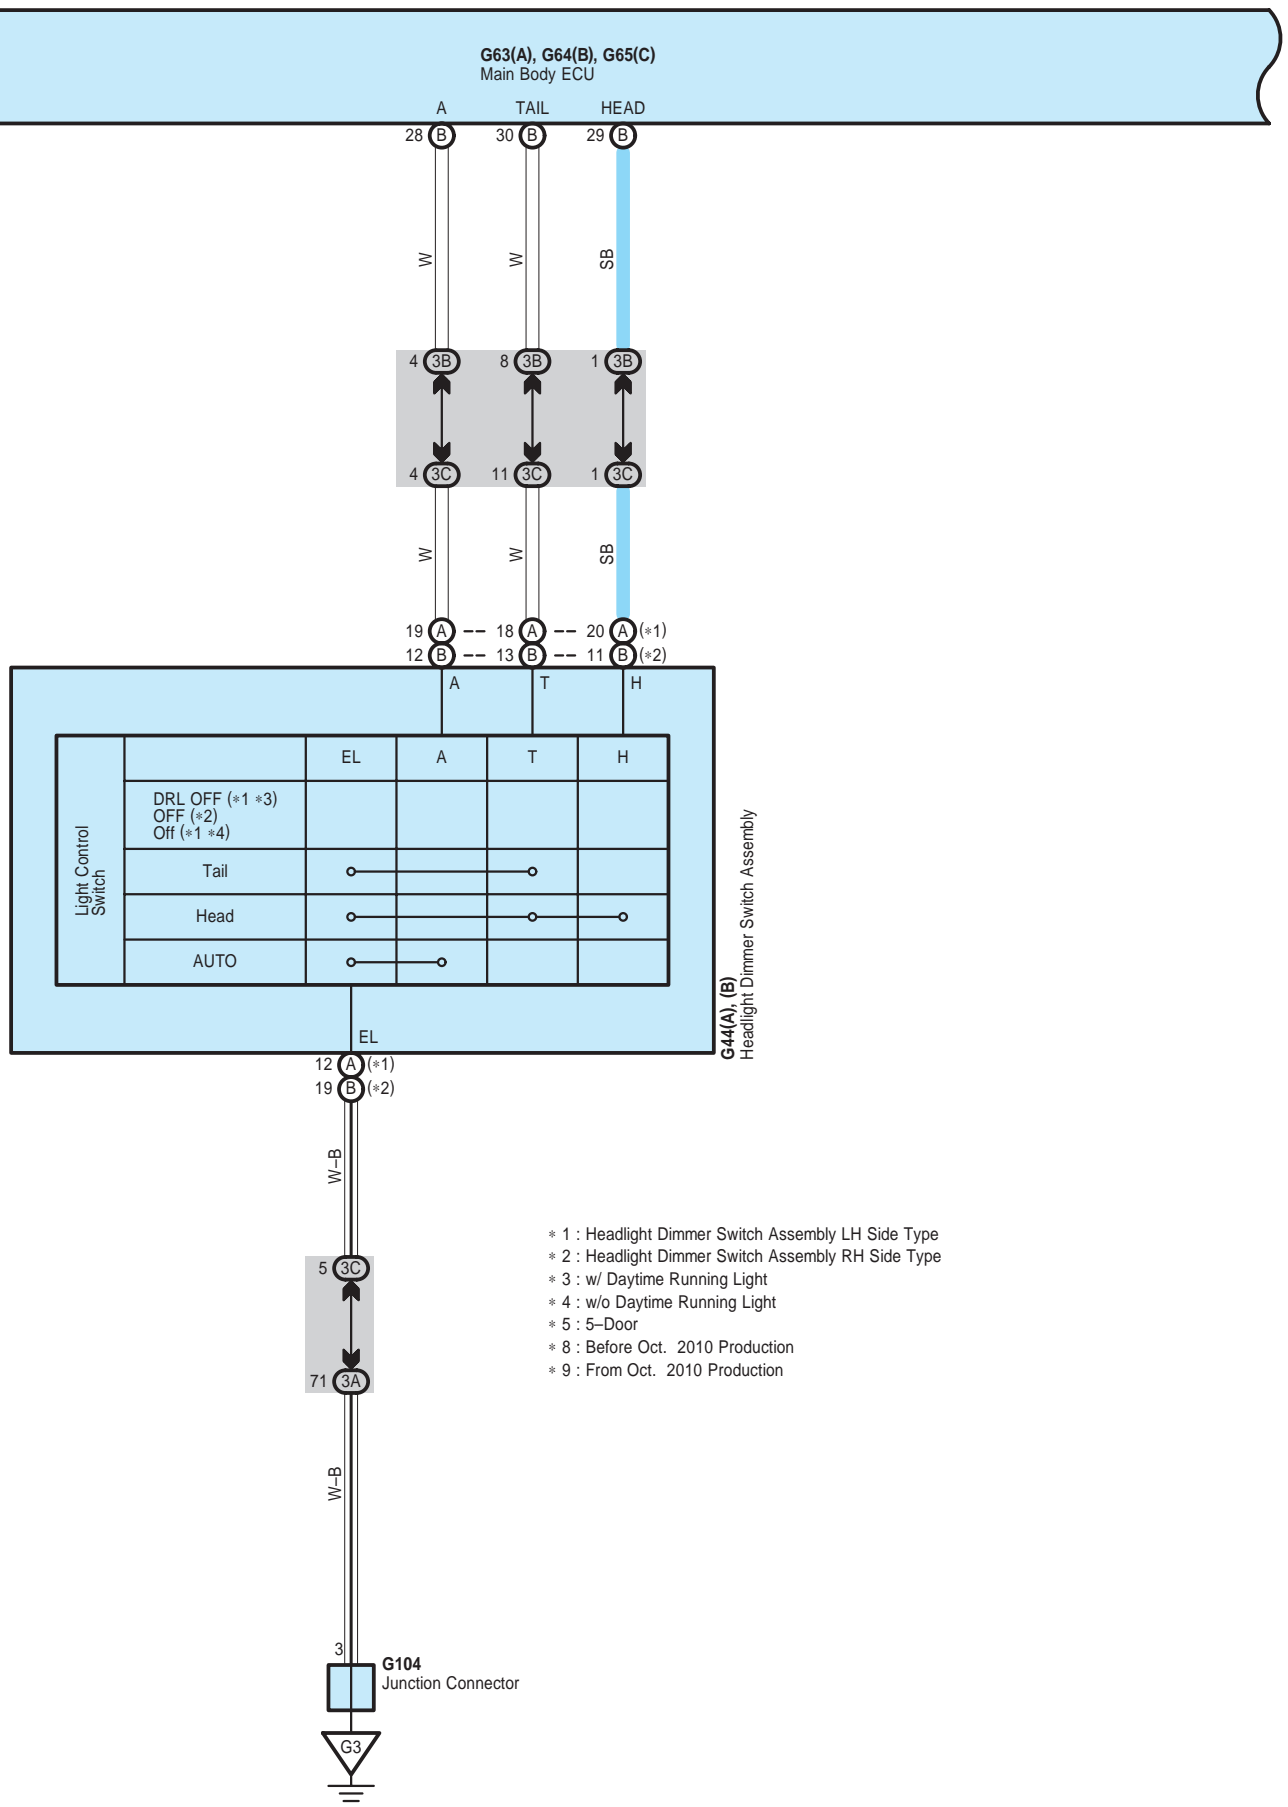 G63(A), G64(B), G65(C)
Main Body ECU
A TAIL HEAD
28 B 30 B 29 B
W W SB
4 3B 8 3B 1 3B
4 3C 11 3C 1 3C
W W SB
19 A 18 A 20 A (*1)
12 B 13 B 11 B (*2)
A T H
EL A T H
DRL OFF (*1 *3)
OFF (*2)
Off (*1 *4)
Tail
Head
AUTO
Light Control
Switch
G44(A), (B)
Headlight Dimmer Switch Assembly
EL
12 A (*1)
19 B (*2)
W–B
5 3C
71 3A
W–B
* 1 : Headlight Dimmer Switch Assembly LH Side Type
* 2 : Headlight Dimmer Switch Assembly RH Side Type
* 3 : w/ Daytime Running Light
* 4 : w/o Daytime Running Light
* 5 : 5–Door
* 8 : Before Oct. 2010 Production
* 9 : From Oct. 2010 Production
3
G104
Junction Connector
G3